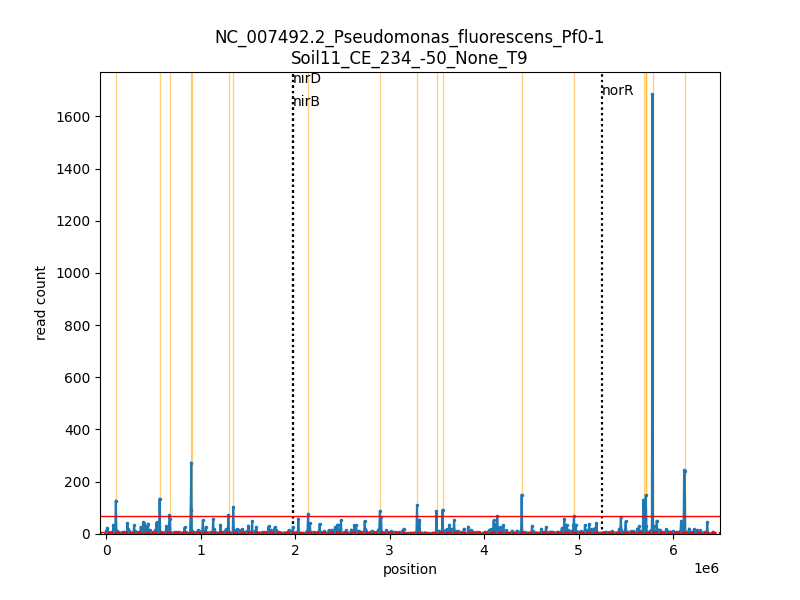 NC_007492.2_Pseudomonas_fluorescens_Pf0-1
Soil11_CE_234_-50_None_T9
nirD
nirB
norR
read count
1600
1400
1200
1000
800
600
400
200
0
0 1 2 3 4 5 6
1e6
position